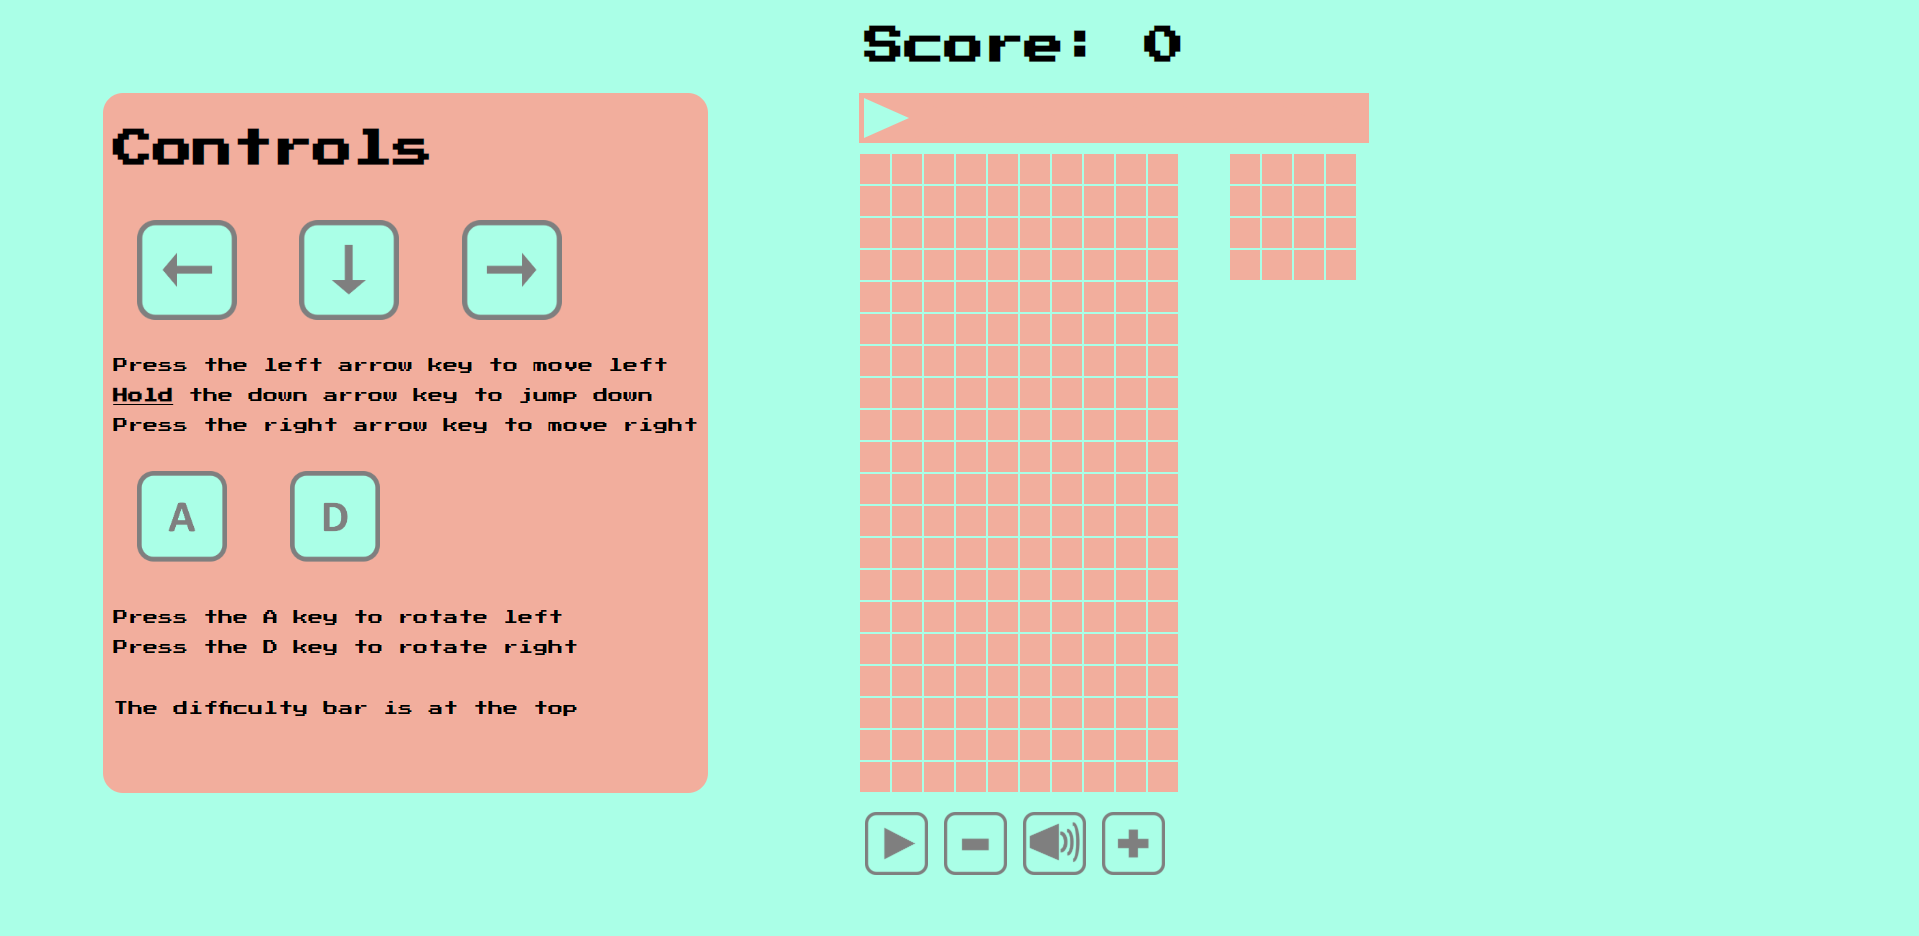 Score: 0
Controls
Press the left arrow key to move left
Hold the down arrow key to jump down
Press the right arrow key to move right
A D
Press the A key to rotate left
Press the D key to rotate right
The difficulty bar is at the top